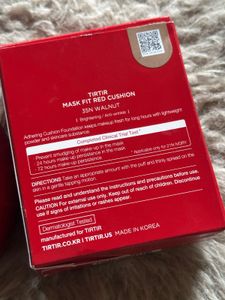 TIRTIR
MASK FIT RED CUSHION
35N WALNUT
[ Brightening / Anti-wrinkle ]
Adhering Cushion Foundation keeps makeup fresh for long hours with lightweight
powder and skincare substance.
Completed Clinical Trial Test *
- Prevent smudging of make-up in the mask
- 24 hours make-up persistence
- 72 hours make-up persistence
* Applicable only for 21N IVORY
DIRECTIONS Take an appropriate amount with the puff and thinly spread on the
skin in a gentle tapping motion.
Please read and understand the instructions and precautions before use.
CAUTION For external use only. Keep out of reach of children. Discontinue
use if signs of irritations or rashes appear.
Dermatologist Tested
manufactured for TIRTIR
TIRTIR.CO.KR | TIRTIR.US MADE IN KOREA